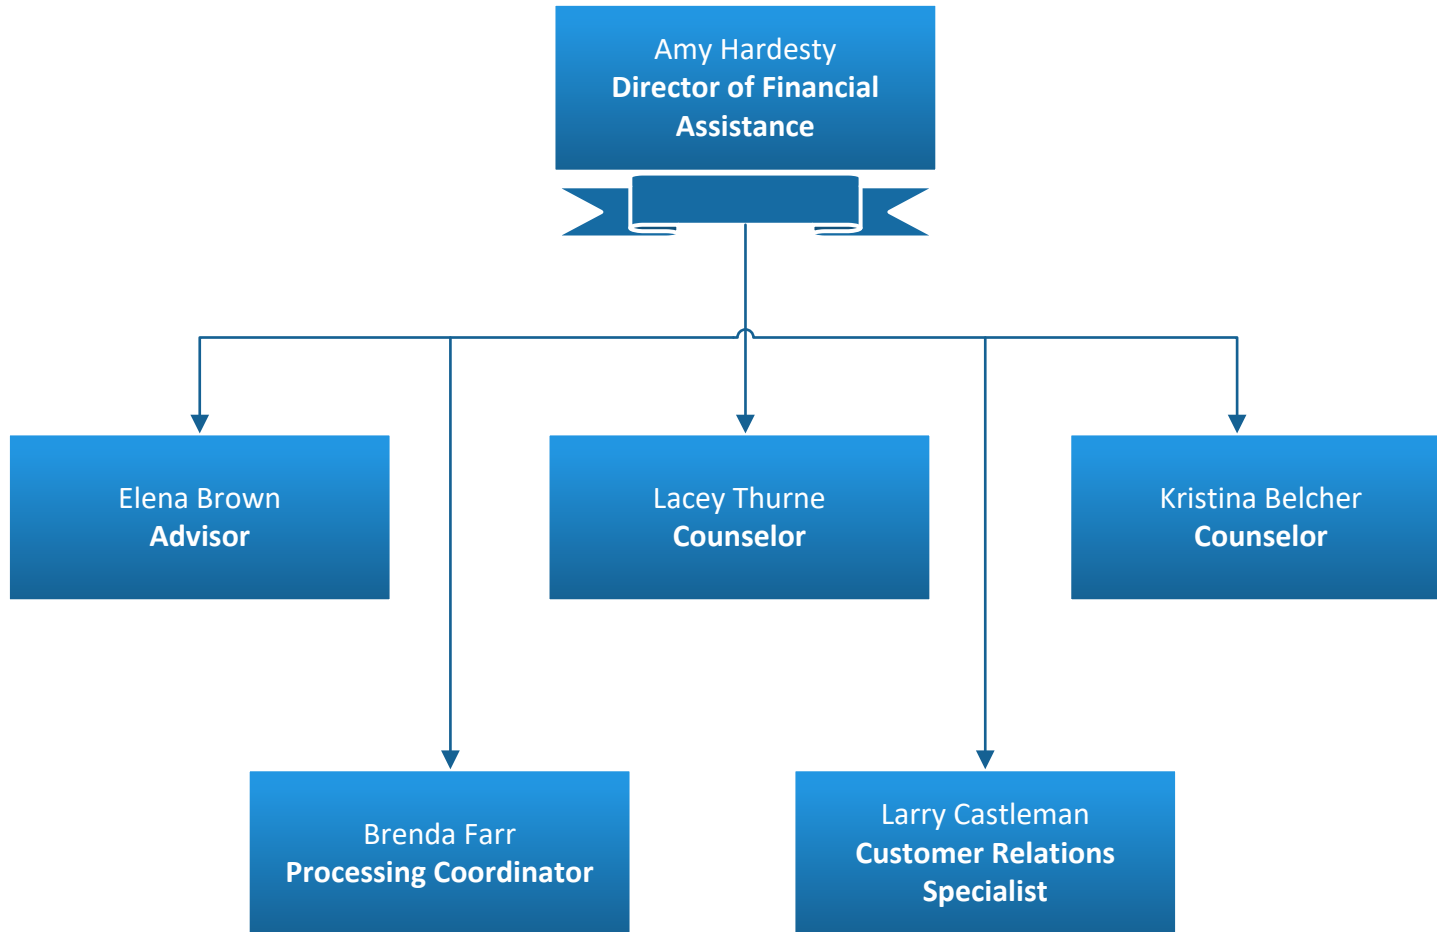 Amy Hardesty
Director of Financial
Assistance
Elena Brown
Advisor
Lacey Thurne
Counselor
Kristina Belcher
Counselor
Brenda Farr
Processing Coordinator
Larry Castleman
Customer Relations
Specialist